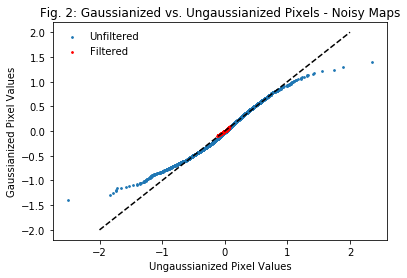 Fig. 2: Gaussianized vs. Ungaussianized Pixels - Noisy Maps
Unfiltered
Filtered
2.0
1.5
1.0
0.5
0.0
−0.5
−1.0
−1.5
−2.0
Gaussianized Pixel Values
−2
−1
0
1
2
Ungaussianized Pixel Values